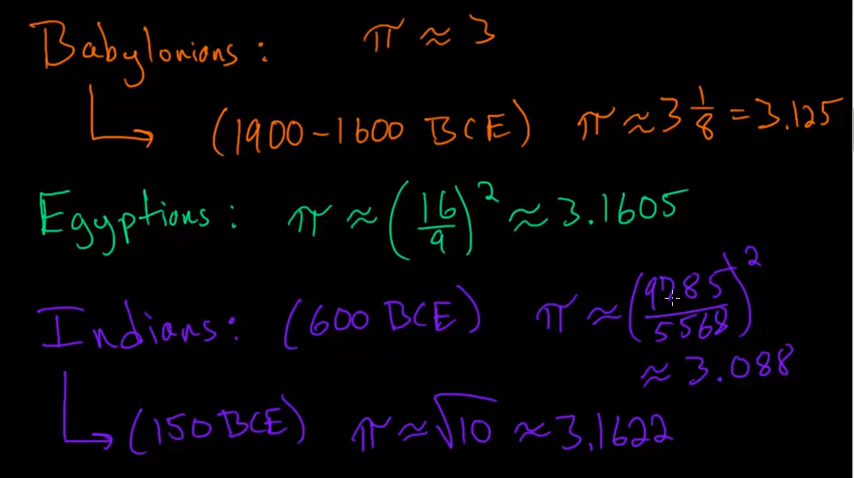 Babylonians: π ≈ 3
(1900-1600 BCE) π ≈ 3 1/8 = 3.125
Egyptions: π ≈ (16/9)² ≈ 3.1605
Indians: (600 BCE) π ≈ (9785/5568)²
≈ 3.088
(150 BCE) π ≈ √10 ≈ 3.1622